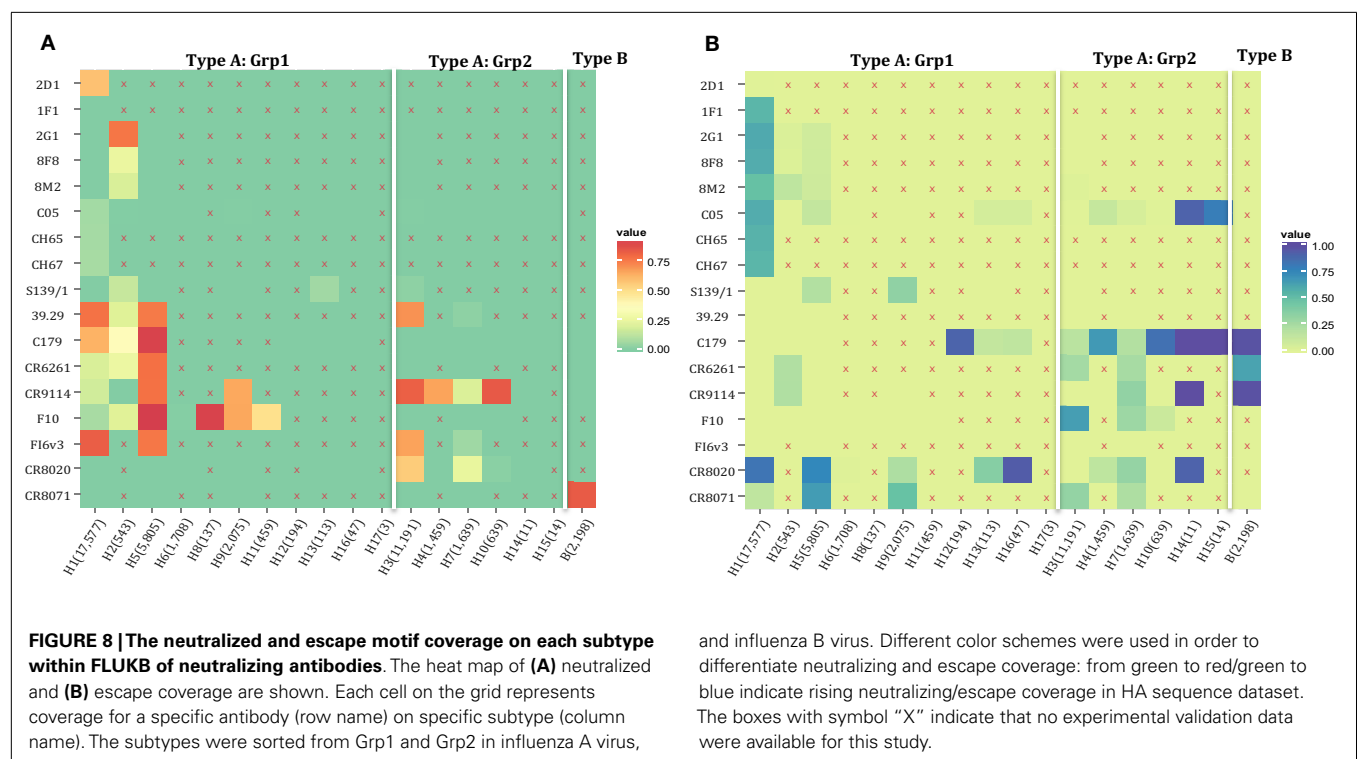 A
Type A: Grp1
Type A: Grp2
Type B
2D1
1F1
2G1
8F8
8M2
C05
CH65
CH67
S139/1
39.29
C179
CR6261
CR9114
F10
FI6v3
CR8020
CR8071
H1(17,577)
H2(543)
H5(5,805)
H6(1,708)
H8(137)
H9(2,075)
H11(459)
H12(194)
H13(113)
H16(47)
H17(3)
H3(11,191)
H4(1,459)
H7(1,639)
H10(639)
H14(11)
H15(14)
B(2,198)
value
0.75
0.50
0.25
0.00
B
Type A: Grp1
Type A: Grp2
Type B
2D1
1F1
2G1
8F8
8M2
C05
CH65
CH67
S139/1
39.29
C179
CR6261
CR9114
F10
FI6v3
CR8020
CR8071
H1(17,577)
H2(543)
H5(5,805)
H6(1,708)
H8(137)
H9(2,075)
H11(459)
H12(194)
H13(113)
H16(47)
H17(3)
H3(11,191)
H4(1,459)
H7(1,639)
H10(639)
H14(11)
H15(14)
B(2,198)
value
1.00
0.75
0.50
0.25
0.00
FIGURE 8 | The neutralized and escape motif coverage on each subtype
within FLUKB of neutralizing antibodies. The heat map of (A) neutralized
and (B) escape coverage are shown. Each cell on the grid represents
coverage for a specific antibody (row name) on specific subtype (column
name). The subtypes were sorted from Grp1 and Grp2 in influenza A virus,
and influenza B virus. Different color schemes were used in order to
differentiate neutralizing and escape coverage: from green to red/green to
blue indicate rising neutralizing/escape coverage in HA sequence dataset.
The boxes with symbol "X" indicate that no experimental validation data
were available for this study.